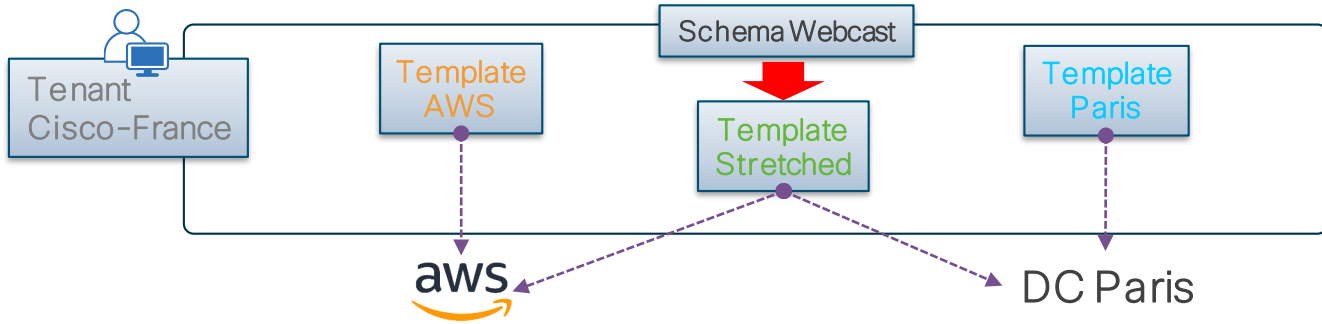 Schema Webcast
Tenant
Cisco-France
Template
AWS
Template
Stretched
Template
Paris
aws
DC Paris